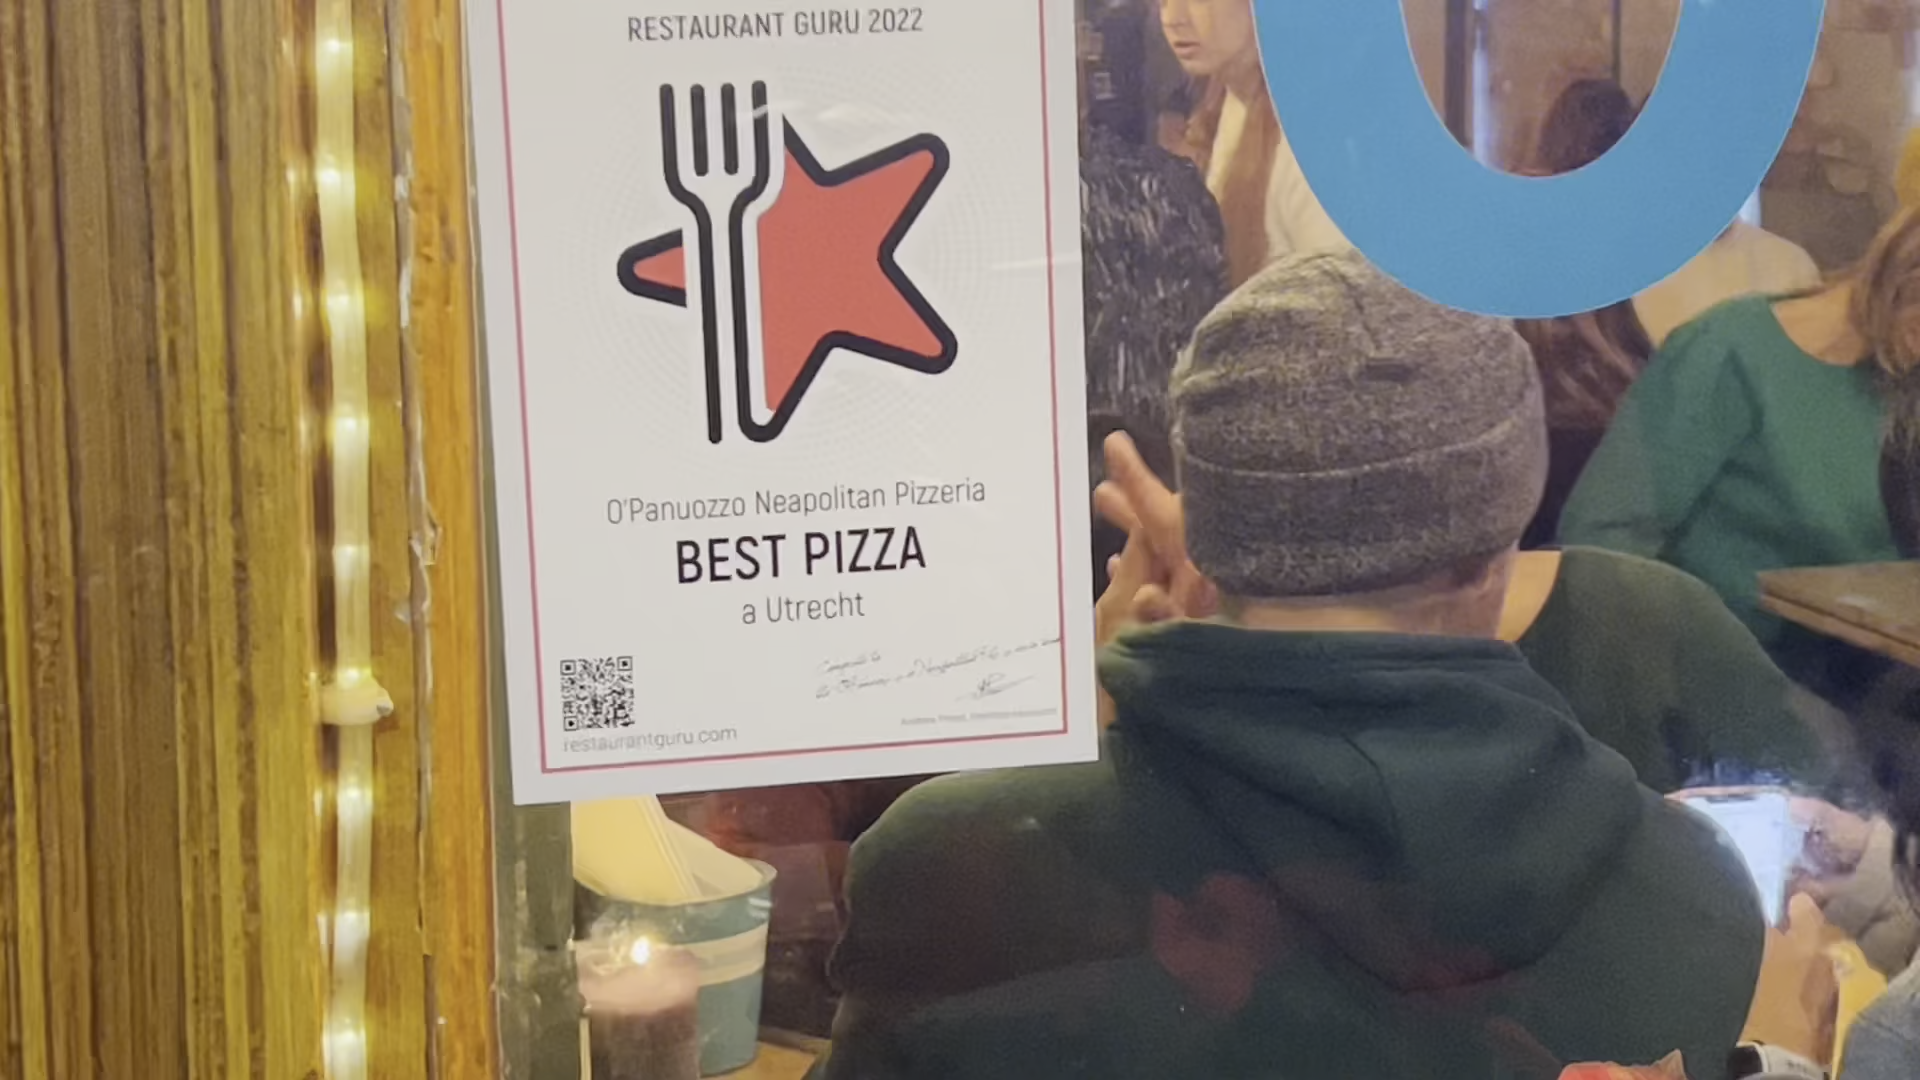 RESTAURANT GURU 2022
O'Panuozzo Neapolitan Pizzeria
BEST PIZZA
a Utrecht
restaurantguru.com